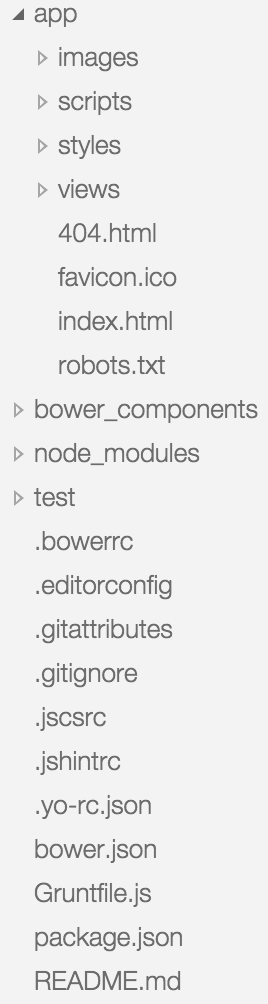 app
images
scripts
styles
views
404.html
favicon.ico
index.html
robots.txt
bower_components
node_modules
test
.bowerrc
.editorconfig
.gitattributes
.gitignore
.jscsrc
.jshintrc
.yo-rc.json
bower.json
Gruntfile.js
package.json
README.md